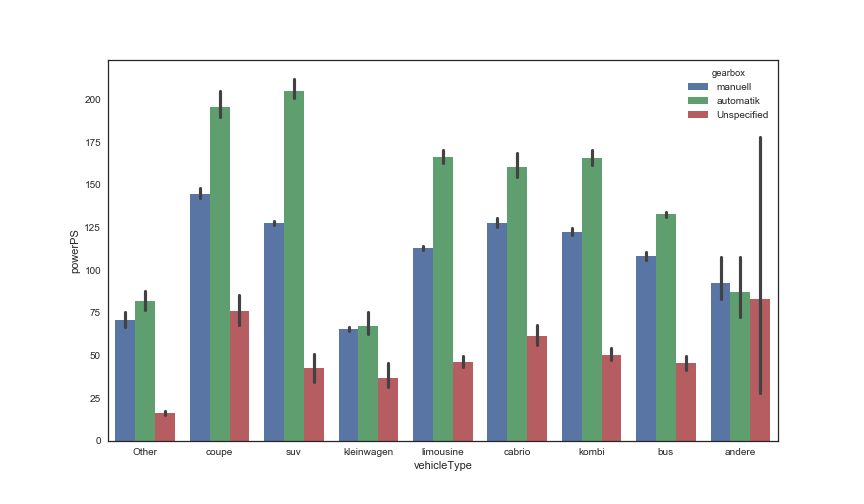 gearbox
manuell
automatik
Unspecified
200
175
150
125
100
75
50
25
0
powerPS
Other coupe suv kleinwagen limousine cabrio kombi bus andere
vehicleType